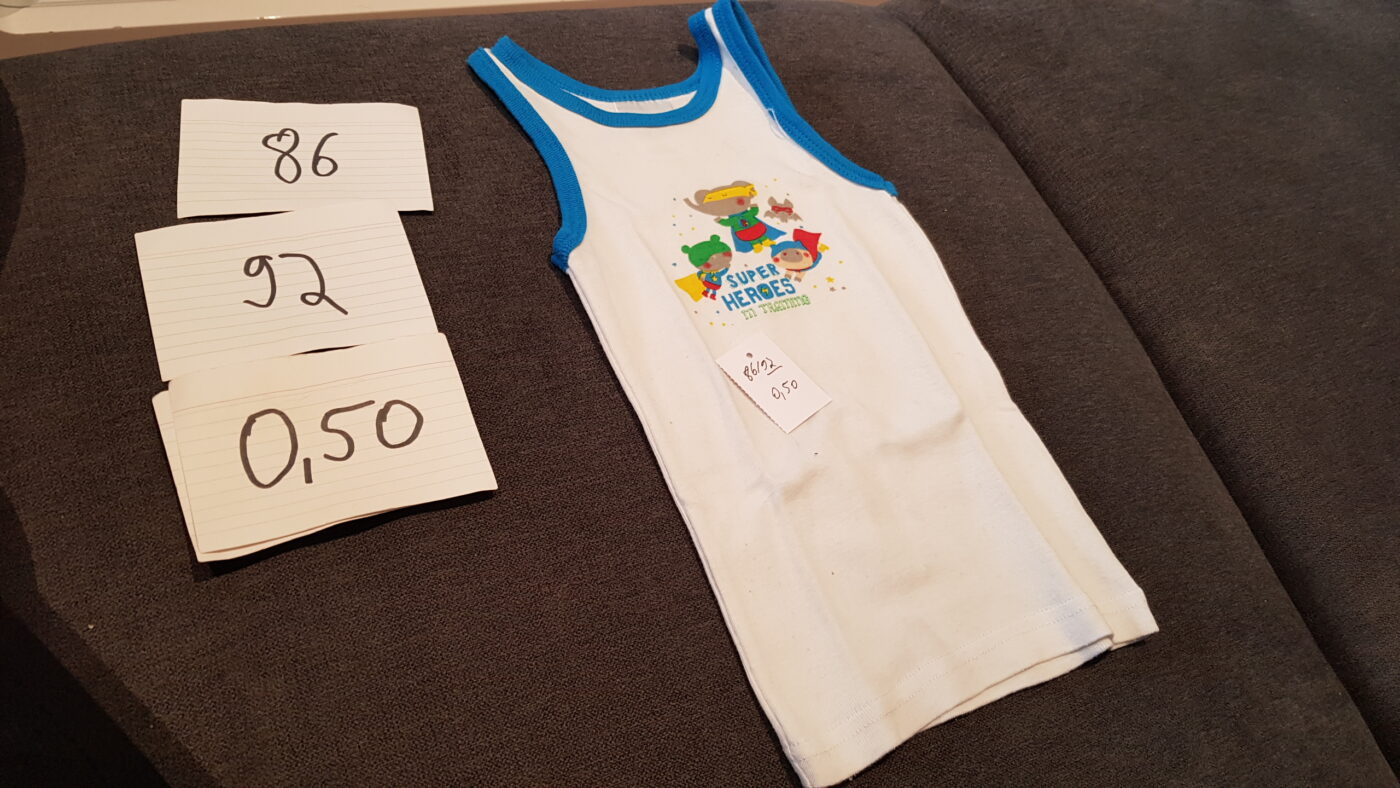 86
92
0,50
SUPER
HEROES
IN TRAINING
86/92
0,50